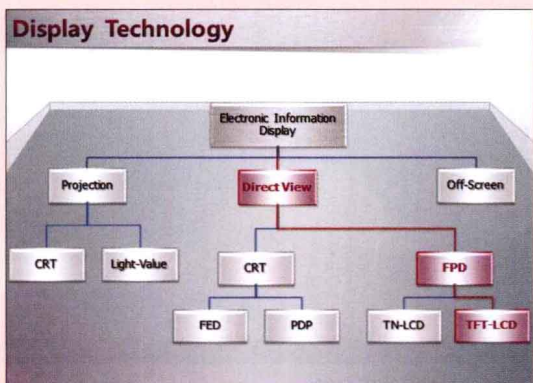 Display Technology
Electronic Information
Display
Projection
Direct View
Off-Screen
CRT
Light-Value
CRT
FPD
FED
PDP
TN-LCD
TFT-LCD